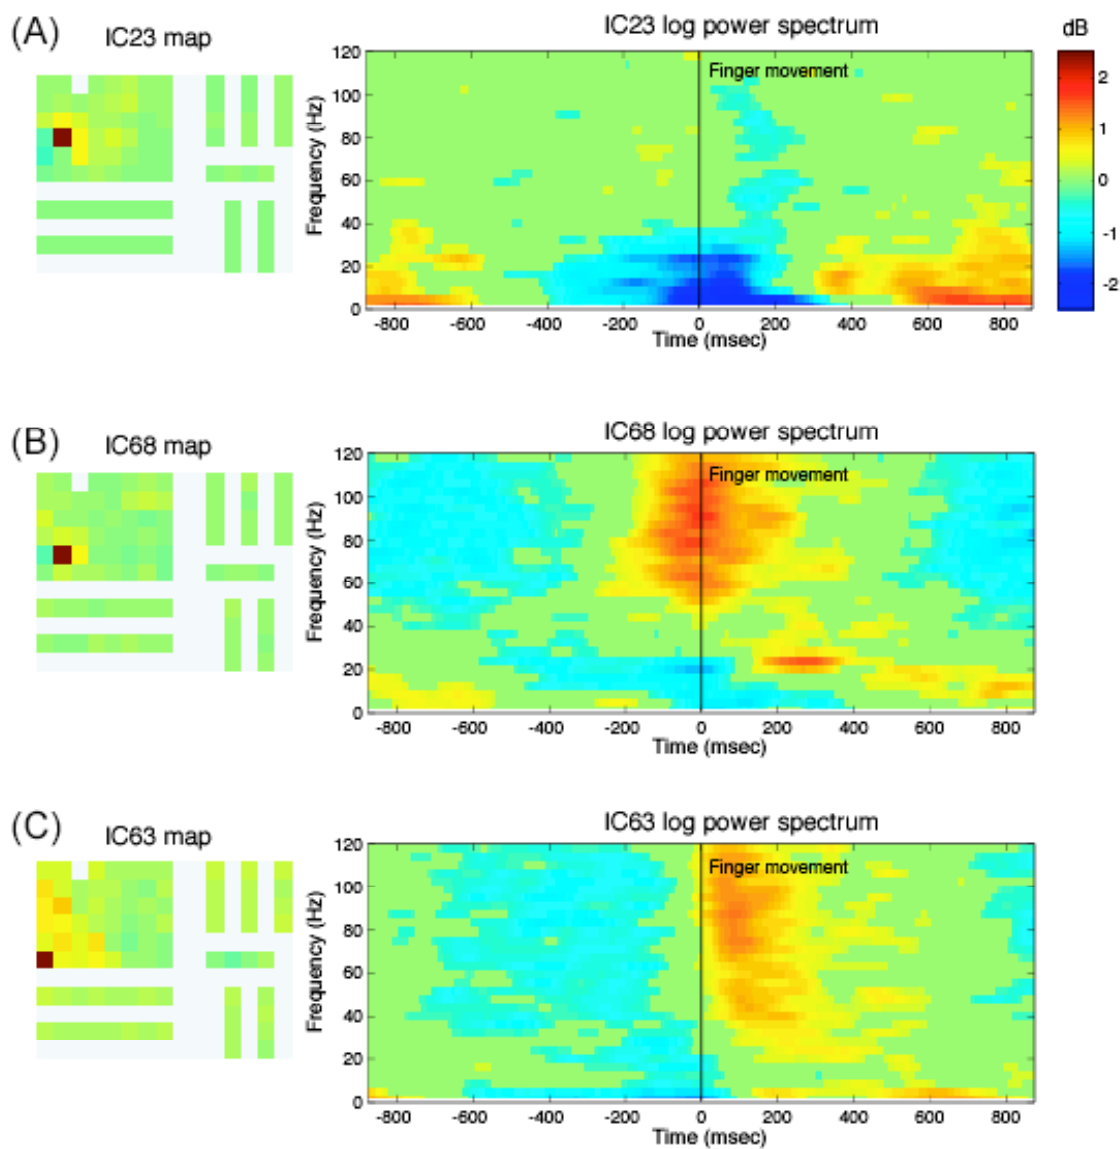 (A)
IC23 map
IC23 log power spectrum
dB
Finger movement
Frequency (Hz)
120
100
80
60
40
20
0
-800
-600
-400
-200
0
200
400
600
800
Time (msec)
2
1
0
-1
-2
(B)
IC68 map
IC68 log power spectrum
Finger movement
Frequency (Hz)
120
100
80
60
40
20
0
-800
-600
-400
-200
0
200
400
600
800
Time (msec)
(C)
IC63 map
IC63 log power spectrum
Finger movement
Frequency (Hz)
120
100
80
60
40
20
0
-800
-600
-400
-200
0
200
400
600
800
Time (msec)